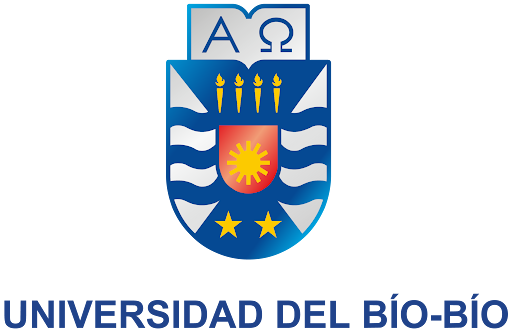 Α Ω
UNIVERSIDAD DEL BÍO-BÍO